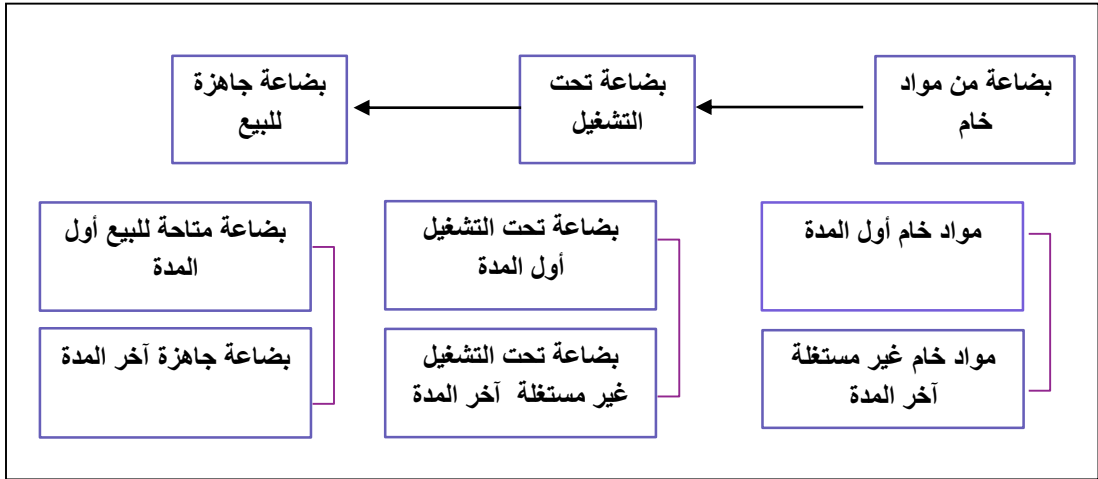 بضاعة من مواد
خام
بضاعة تحت
التشغيل
بضاعة جاهزة
للبيع
مواد خام أول المدة
بضاعة تحت التشغيل
أول المدة
بضاعة متاحة للبيع أول
المدة
مواد خام غير مستغلة
آخر المدة
بضاعة تحت التشغيل
غير مستغلة آخر المدة
بضاعة جاهزة آخر المدة